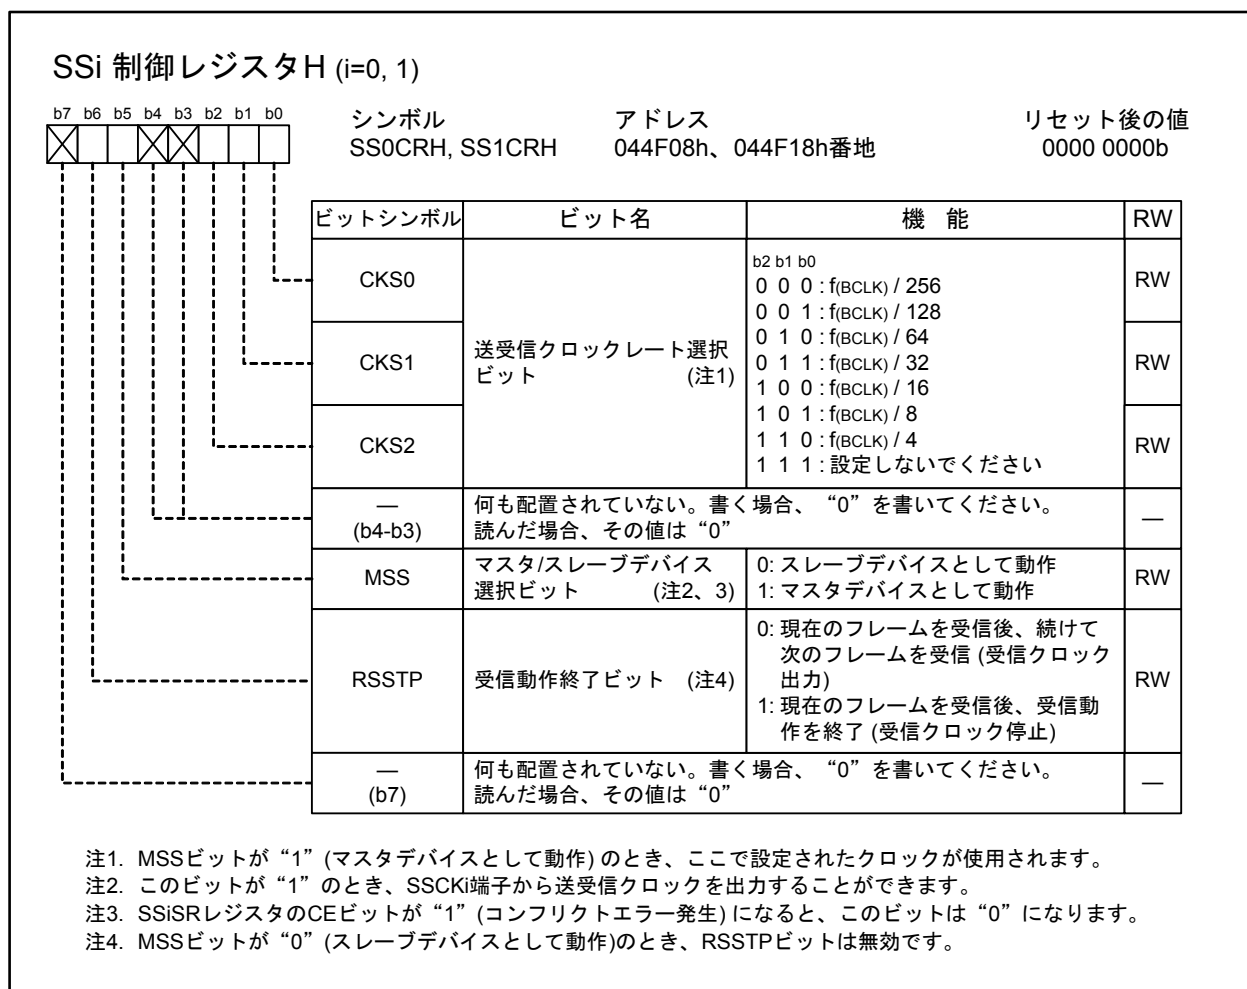 SSi 制御レジスタH (i=0, 1)
b7 b6 b5 b4 b3 b2 b1 b0
シンボル
SS0CRH, SS1CRH
アドレス
044F08h、044F18h番地
リセット後の値
0000 0000b
ビットシンボル ビット名 機 能 RW
CKS0
CKS1
CKS2
送受信クロックレート選択
ビット (注1)
b2 b1 b0
0 0 0 : f(BCLK) / 256
0 0 1 : f(BCLK) / 128
0 1 0 : f(BCLK) / 64
0 1 1 : f(BCLK) / 32
1 0 0 : f(BCLK) / 16
1 0 1 : f(BCLK) / 8
1 1 0 : f(BCLK) / 4
1 1 1 : 設定しないでください
RW
RW
RW
—
(b4-b3)
何も配置されていない。書く場合、“0”を書いてください。
読んだ場合、その値は“0”
—
MSS
マスタ/スレーブデバイス
選択ビット (注2、3)
0: スレーブデバイスとして動作
1: マスタデバイスとして動作
RW
RSSTP
受信動作終了ビット (注4)
0: 現在のフレームを受信後、続けて
次のフレームを受信 (受信クロック
出力)
1: 現在のフレームを受信後、受信動
作を終了 (受信クロック停止)
RW
—
(b7)
何も配置されていない。書く場合、“0”を書いてください。
読んだ場合、その値は“0”
—
注1. MSSビットが“1”(マスタデバイスとして動作) のとき、ここで設定されたクロックが使用されます。
注2. このビットが“1”のとき、SSCKi端子から送受信クロックを出力することができます。
注3. SSiSRレジスタのCEビットが“1”(コンフリクトエラー発生) になると、このビットは“0”になります。
注4. MSSビットが“0”(スレーブデバイスとして動作)のとき、RSSTPビットは無効です。